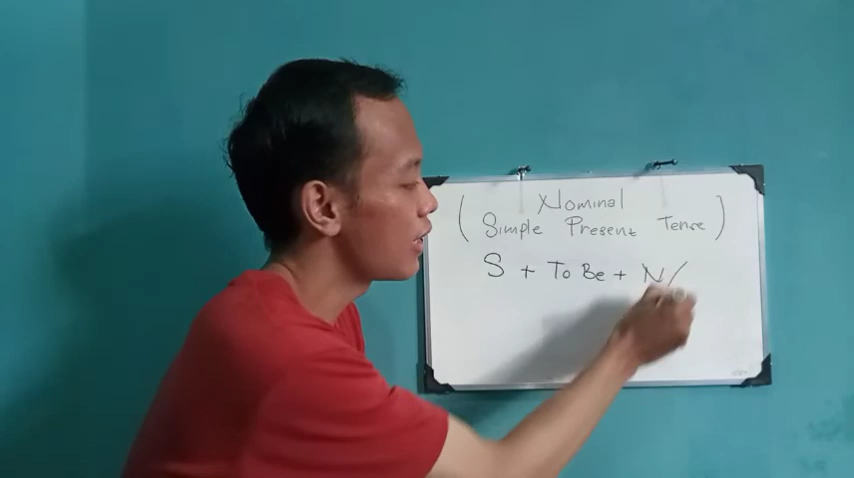 Nominal
( Simple Present Tense )
S + To Be + N/